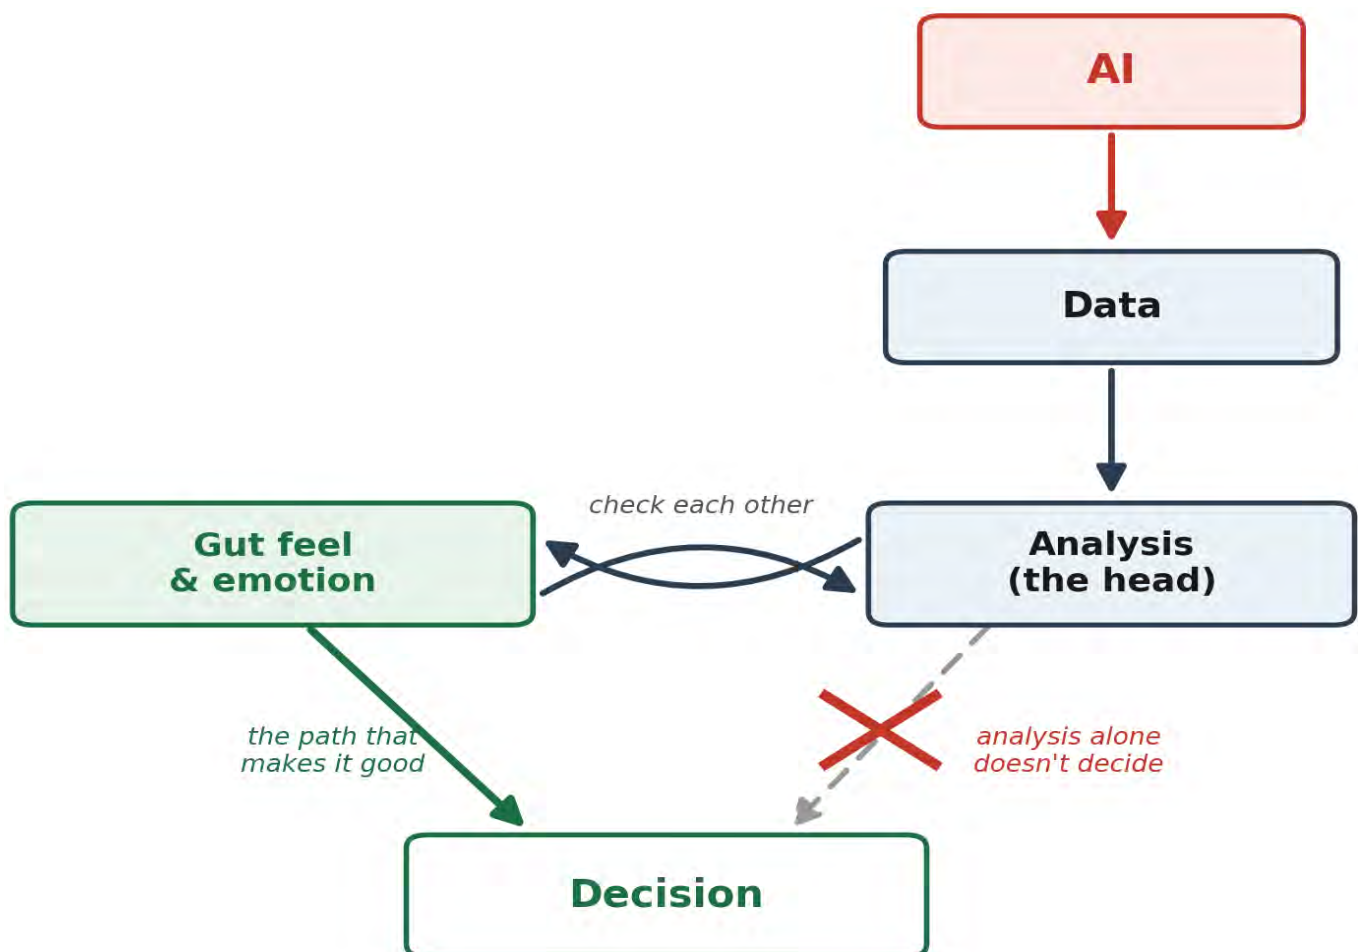 AI
Data
check each other
Gut feel
& emotion
Analysis
(the head)
the path that
makes it good
analysis alone
doesn't decide
Decision